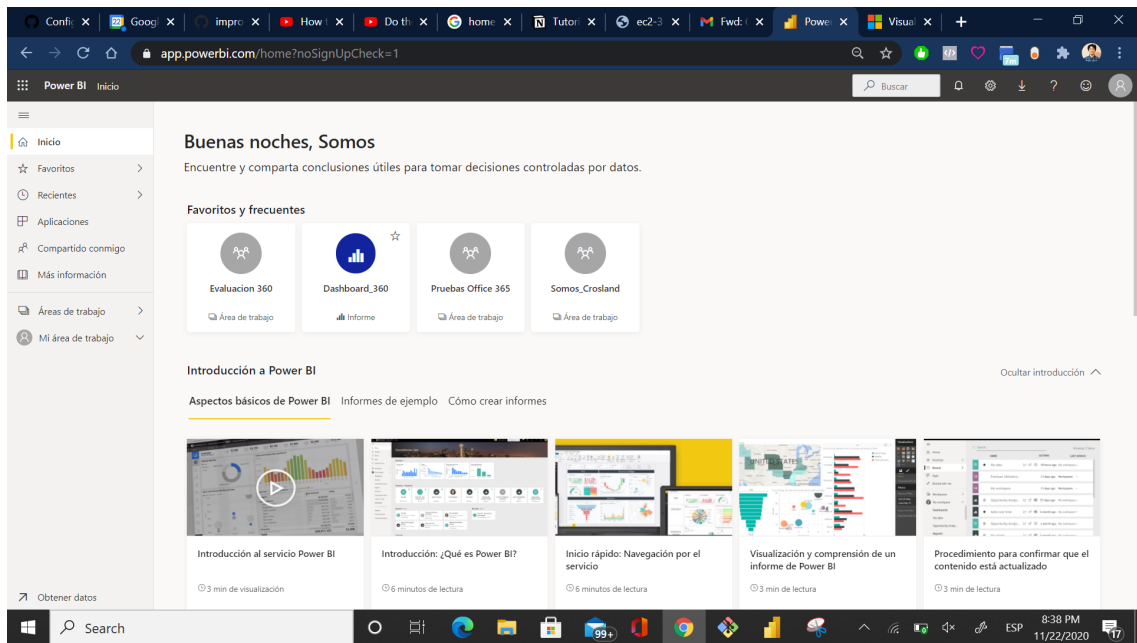 Config
22
Googl
impro
How t
Do th
home
Tutori
ec2-3
Fwd: (
Power
Visual
app.powerbi.com/home?noSignUpCheck=1
7m
Power BI Inicio
Buscar
Inicio
Favoritos
Recientes
Aplicaciones
Compartido conmigo
Más información
Áreas de trabajo
Mi área de trabajo
Obtener datos
Buenas noches, Somos
Encuentre y comparta conclusiones útiles para tomar decisiones controladas por datos.
Favoritos y frecuentes
Evaluacion 360
Área de trabajo
Dashboard_360
Informe
Pruebas Office 365
Área de trabajo
Somos_Crosland
Área de trabajo
Introducción a Power BI
Ocultar introducción
Aspectos básicos de Power BI Informes de ejemplo Cómo crear informes
UNITED STATES
Introducción al servicio Power BI
3 min de visualización
Introducción: ¿Qué es Power BI?
6 minutos de lectura
Inicio rápido: Navegación por el
servicio
6 minutos de lectura
Visualización y comprensión de un
informe de Power BI
3 min de lectura
Procedimiento para confirmar que el
contenido está actualizado
3 min de lectura
Search
99+
ESP
8:38 PM
11/22/2020
17